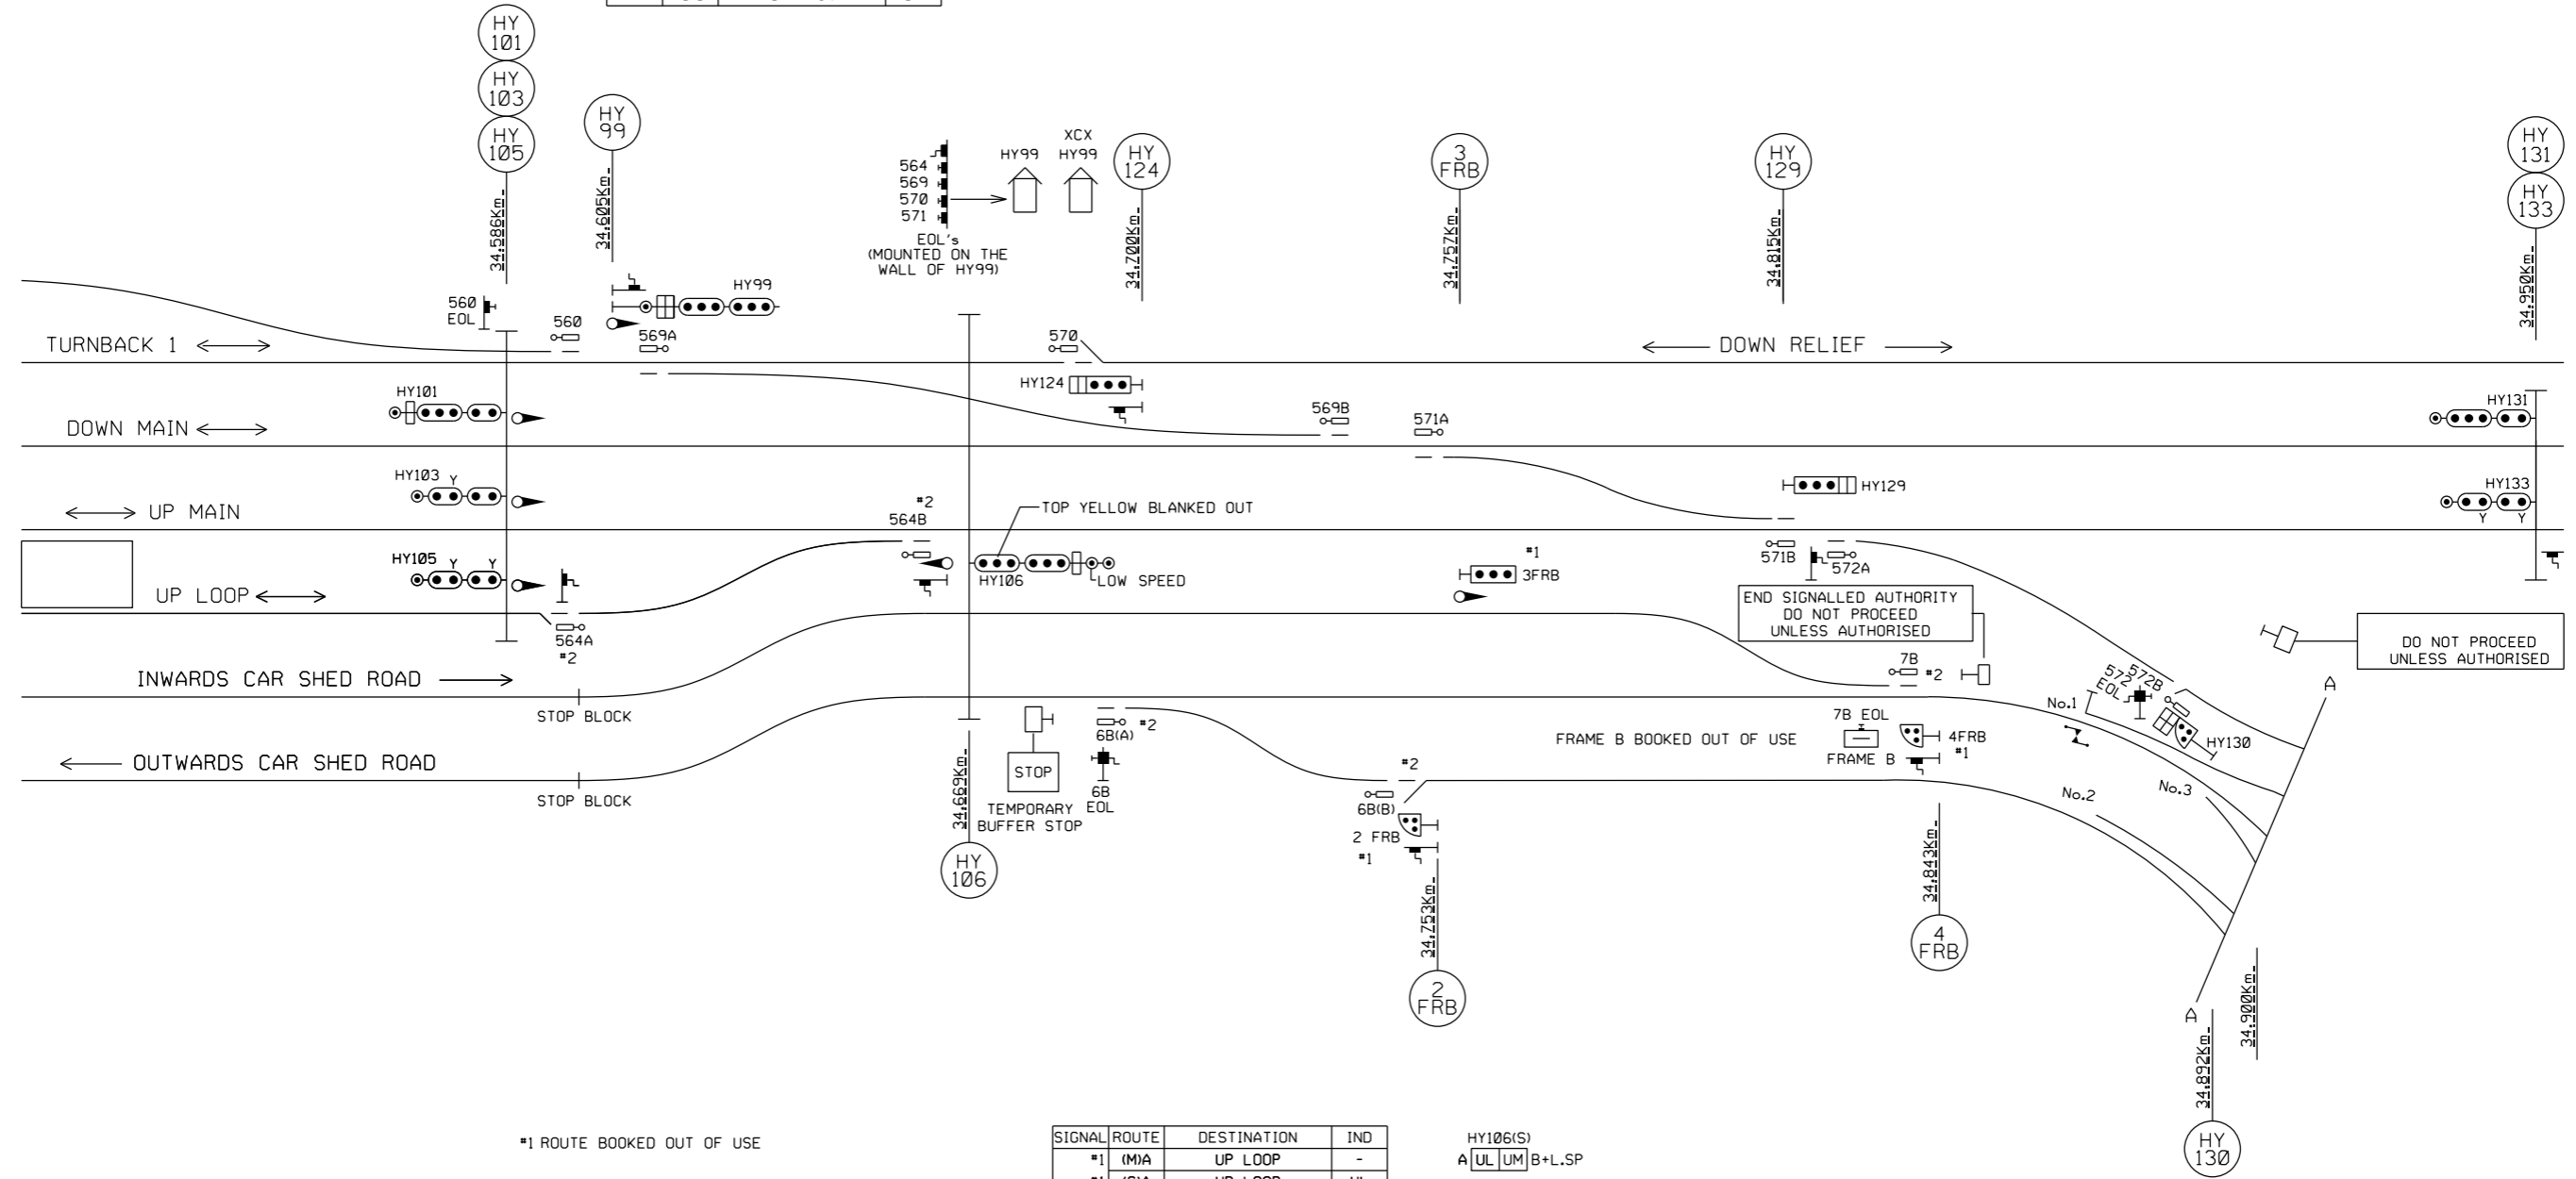 HY
101
HY
103
HY
105
34.586Km
HY
99
34.605Km
564
569
570
571
EOL's
(MOUNTED ON THE
WALL OF HY99)
HY99
XCX
HY99
HY
124
34.700Km
3
FRB
34.757Km
HY
129
34.815Km
HY
131
HY
133
34.950Km
560
EOL
560
HY99
569A
570
TURNBACK 1
DOWN RELIEF
HY124
HY101
569B
571A
HY131
DOWN MAIN
HY103 Y
#2
564B
TOP YELLOW BLANKED OUT
HY129
HY133
Y Y
UP MAIN
HY105 Y Y
HY106
LOW SPEED
#1
3FRB
571B
572A
UP LOOP
564A
#2
END SIGNALLED AUTHORITY
DO NOT PROCEED
UNLESS AUTHORISED
DO NOT PROCEED
UNLESS AUTHORISED
INWARDS CAR SHED ROAD
STOP BLOCK
7B #2
572
EOL
572B
A
No.1
HY130
6B(A) #2
7B EOL
FRAME B BOOKED OUT OF USE
FRAME B
4FRB
#1
OUTWARDS CAR SHED ROAD
STOP BLOCK
34.669Km
HY
106
STOP
TEMPORARY
BUFFER STOP
6B
EOL
#2
6B(B)
2 FRB
#1
No.2
No.3
34.753Km
2
FRB
34.843Km
4
FRB
A
34.900Km
34.892Km
HY
130
#1 ROUTE BOOKED OUT OF USE
SIGNAL ROUTE DESTINATION IND
#1 (M)A UP LOOP -
HY106(S)
A UL UM B+L.SP